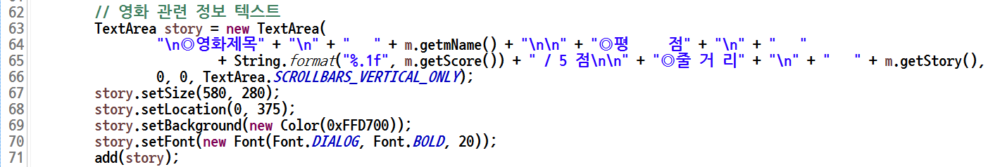 62 // 영화 관련 정보 텍스트
63 TextArea story = new TextArea(
64 "\n◎영화제목" + "\n" + "   " + m.getmName() + "\n\n" + "◎평     점" + "\n" + "   "
65 + String.format("%.1f", m.getScore()) + " / 5 점\n\n" + "◎줄 거 리" + "\n" + "   " + m.getStory(),
66 0, 0, TextArea.SCROLLBARS_VERTICAL_ONLY);
67 story.setSize(580, 280);
68 story.setLocation(0, 375);
69 story.setBackground(new Color(0xFFD700));
70 story.setFont(new Font(Font.DIALOG, Font.BOLD, 20));
71 add(story);